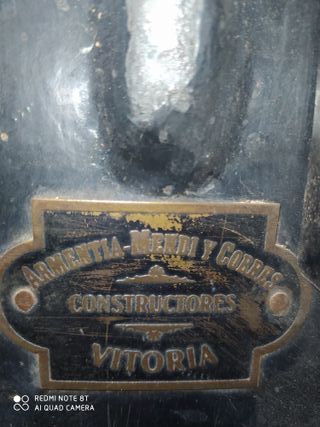 ARMENTIA MENDI Y CORRES
CONSTRUCTORES
VITORIA
REDMI NOTE 8T
AI QUAD CAMERA